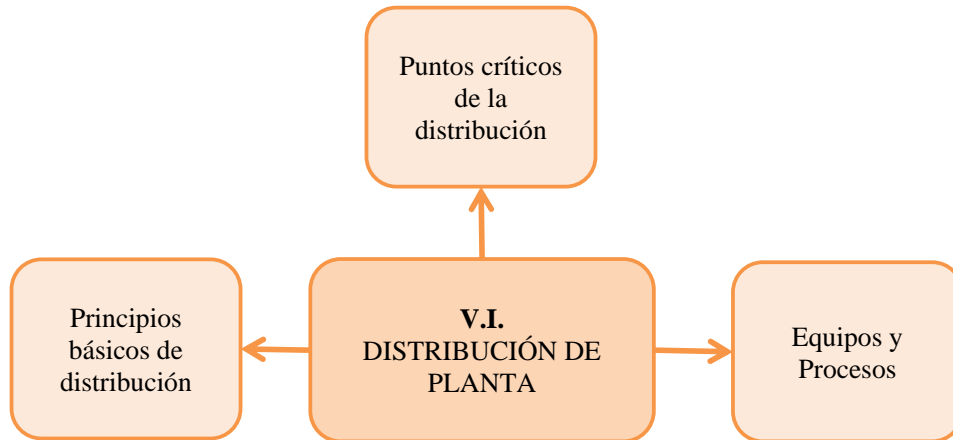 Puntos críticos
de la
distribución
Principios
básicos de
distribución
V.I.
DISTRIBUCIÓN DE
PLANTA
Equipos y
Procesos